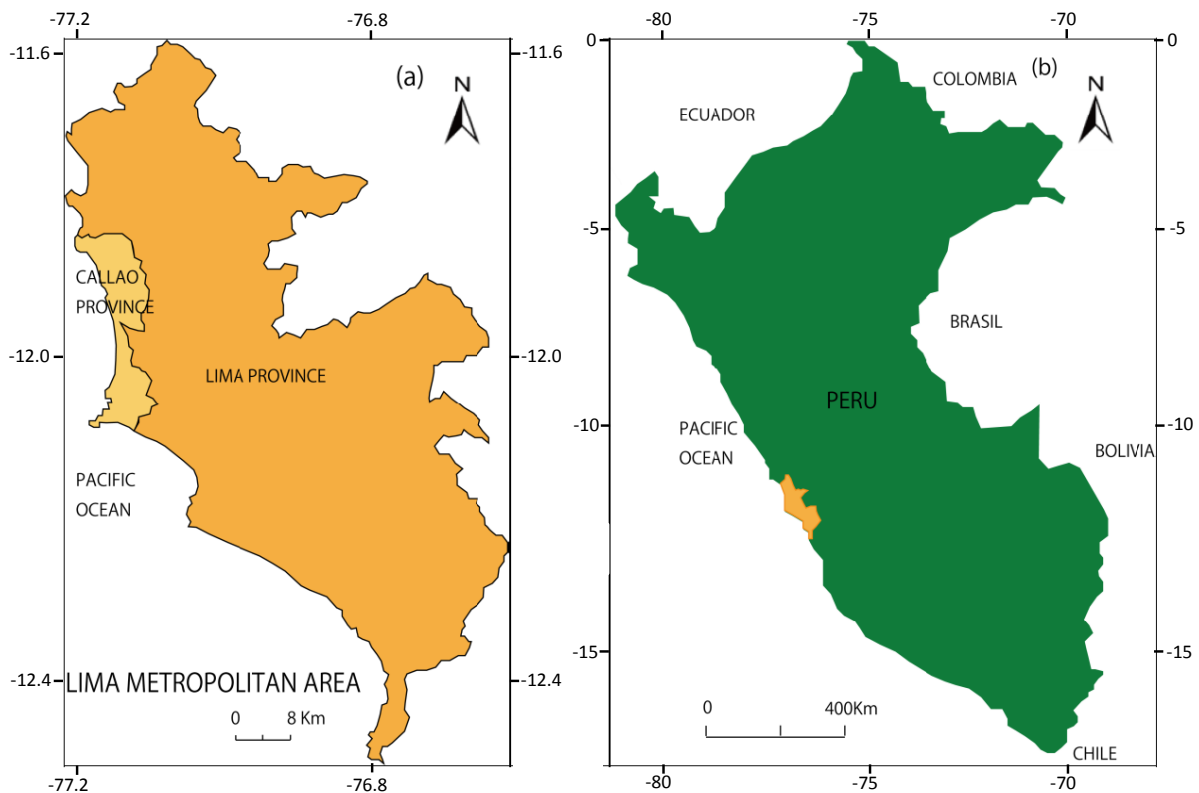 -77.2 -76.8
-11.6 -11.6
(a)
N
CALLAO
PROVINCE
-12.0 -12.0
LIMA PROVINCE
PACIFIC
OCEAN
-12.4 -12.4
LIMA METROPOLITAN AREA
0 8 Km
-77.2 -76.8
-80 -75 -70
0 0
(b)
COLOMBIA
N
ECUADOR
-5 -5
BRASIL
PERU
-10 -10
PACIFIC
OCEAN
BOLIVIA
-15 -15
0 400Km
CHILE
-80 -75 -70